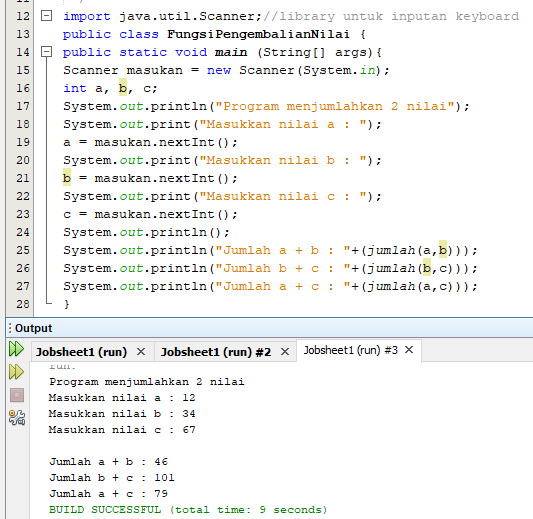 12 import java.util.Scanner;//library untuk inputan keyboard
13 public class FungsiPengembalianNilai {
14 public static void main (String[] args){
15 Scanner masukan = new Scanner(System.in);
16 int a, b, c;
17 System.out.println("Program menjumlahkan 2 nilai");
18 System.out.print("Masukkan nilai a : ");
19 a = masukan.nextInt();
20 System.out.print("Masukkan nilai b : ");
21 b = masukan.nextInt();
22 System.out.print("Masukkan nilai c : ");
23 c = masukan.nextInt();
24 System.out.println();
25 System.out.println("Jumlah a + b : "+(jumlah(a,b)));
26 System.out.println("Jumlah b + c : "+(jumlah(b,c)));
27 System.out.println("Jumlah a + c : "+(jumlah(a,c)));
28 }
Output
Jobsheet1 (run) × Jobsheet1 (run) #2 × Jobsheet1 (run) #3 ×
run:
Program menjumlahkan 2 nilai
Masukkan nilai a : 12
Masukkan nilai b : 34
Masukkan nilai c : 67
Jumlah a + b : 46
Jumlah b + c : 101
Jumlah a + c : 79
BUILD SUCCESSFUL (total time: 9 seconds)